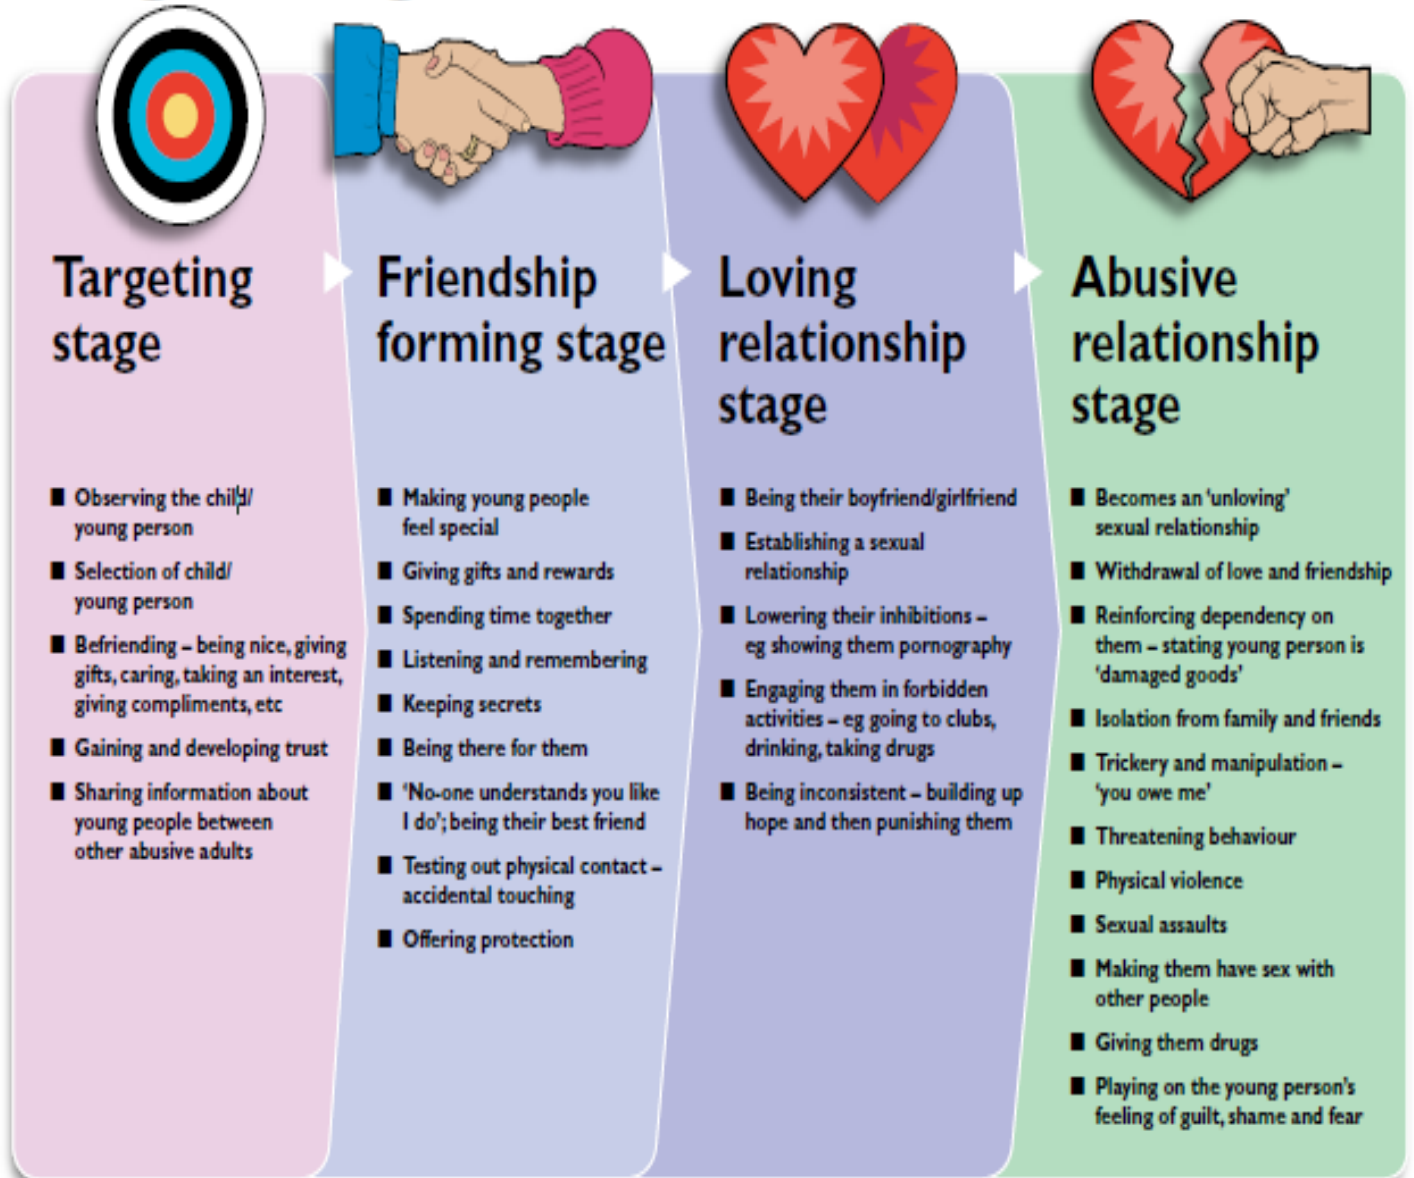 Targeting
stage
■ Observing the child/
young person
■ Selection of child/
young person
■ Befriending – being nice, giving
gifts, caring, taking an interest,
giving compliments, etc
■ Gaining and developing trust
■ Sharing information about
young people between
other abusive adults
Friendship
forming stage
■ Making young people
feel special
■ Giving gifts and rewards
■ Spending time together
■ Listening and remembering
■ Keeping secrets
■ Being there for them
■ ‘No-one understands you like
I do’; being their best friend
■ Testing out physical contact –
accidental touching
■ Offering protection
Loving
relationship
stage
■ Being their boyfriend/girlfriend
■ Establishing a sexual
relationship
■ Lowering their inhibitions –
eg showing them pornography
■ Engaging them in forbidden
activities – eg going to clubs,
drinking, taking drugs
■ Being inconsistent – building up
hope and then punishing them
Abusive
relationship
stage
■ Becomes an ‘unloving’
sexual relationship
■ Withdrawal of love and friendship
■ Reinforcing dependency on
them – stating young person is
‘damaged goods’
■ Isolation from family and friends
■ Trickery and manipulation –
‘you owe me’
■ Threatening behaviour
■ Physical violence
■ Sexual assaults
■ Making them have sex with
other people
■ Giving them drugs
■ Playing on the young person’s
feeling of guilt, shame and fear